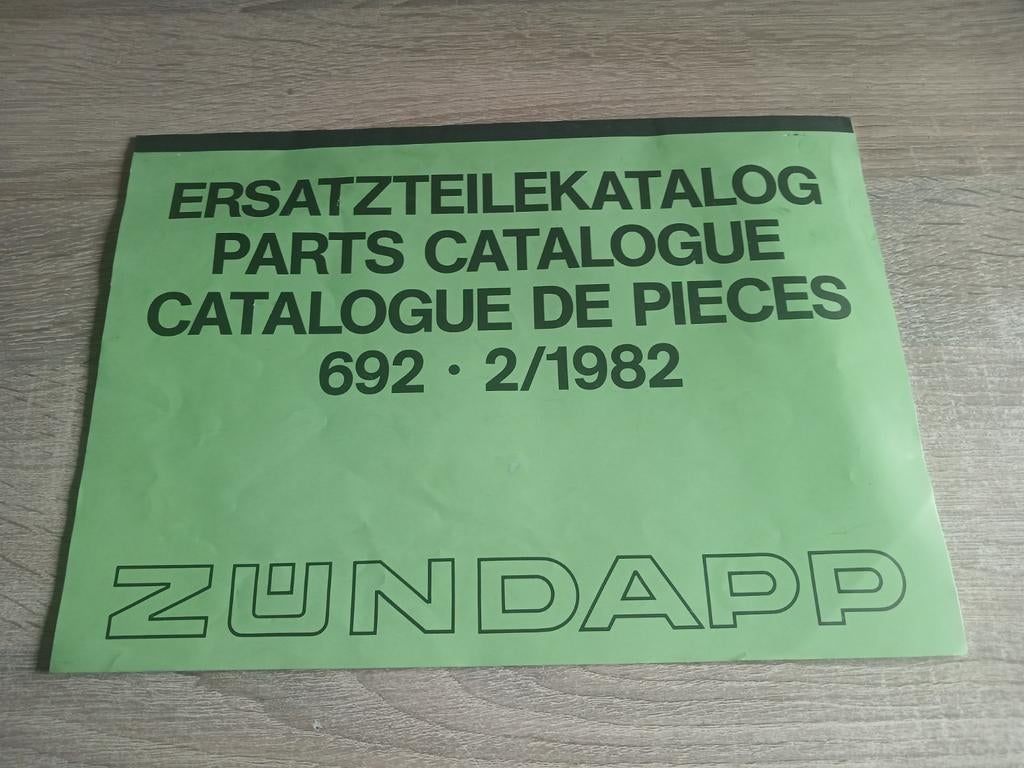 ERSATZTEILEKATALOG
PARTS CATALOGUE
CATALOGUE DE PIECES
692 · 2/1982
ZÜNDAPP